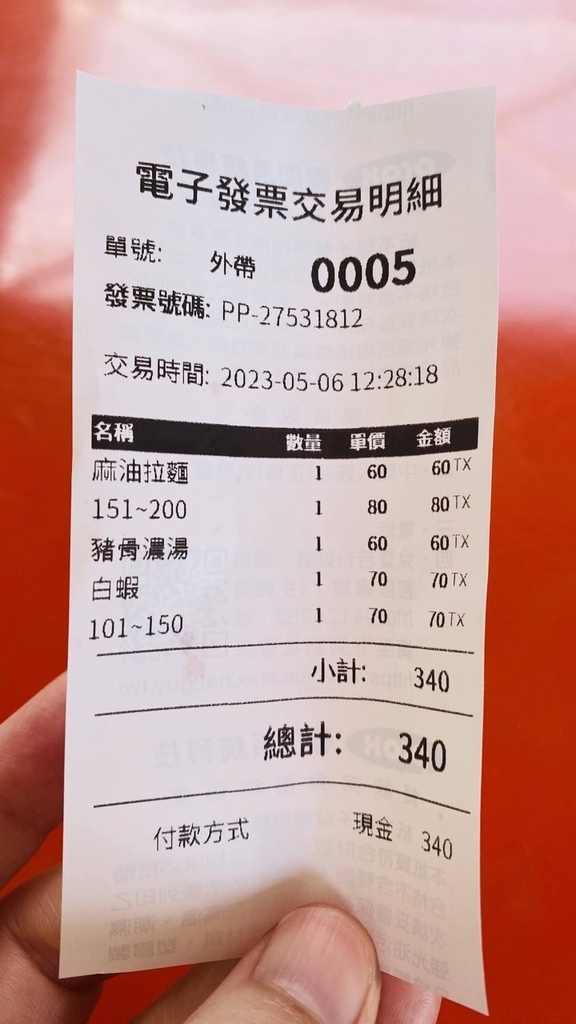 電子發票交易明細
單號: 外帶 0005
發票號碼: PP-27531812
交易時間: 2023-05-06 12:28:18
名稱 數量 單價 金額
麻油拉麵 1 60 60TX
151~200 1 80 80TX
豬骨濃湯 1 60 60TX
白蝦 1 70 70TX
101~150 1 70 70TX
小計: 340
總計: 340
付款方式 現金 340